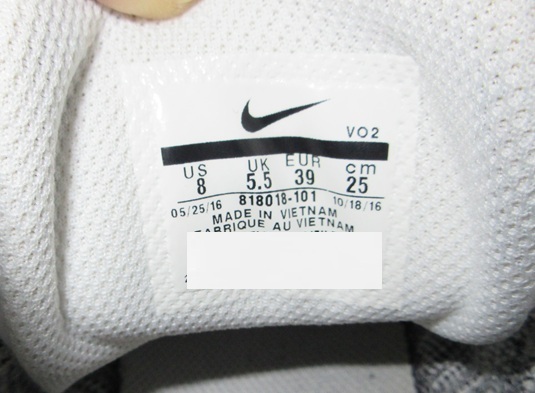 VO2
US UK EUR cm
8 5.5 39 25
05/25/16 818018-101 10/18/16
MADE IN VIETNAM
FABRIQUE AU VIETNAM